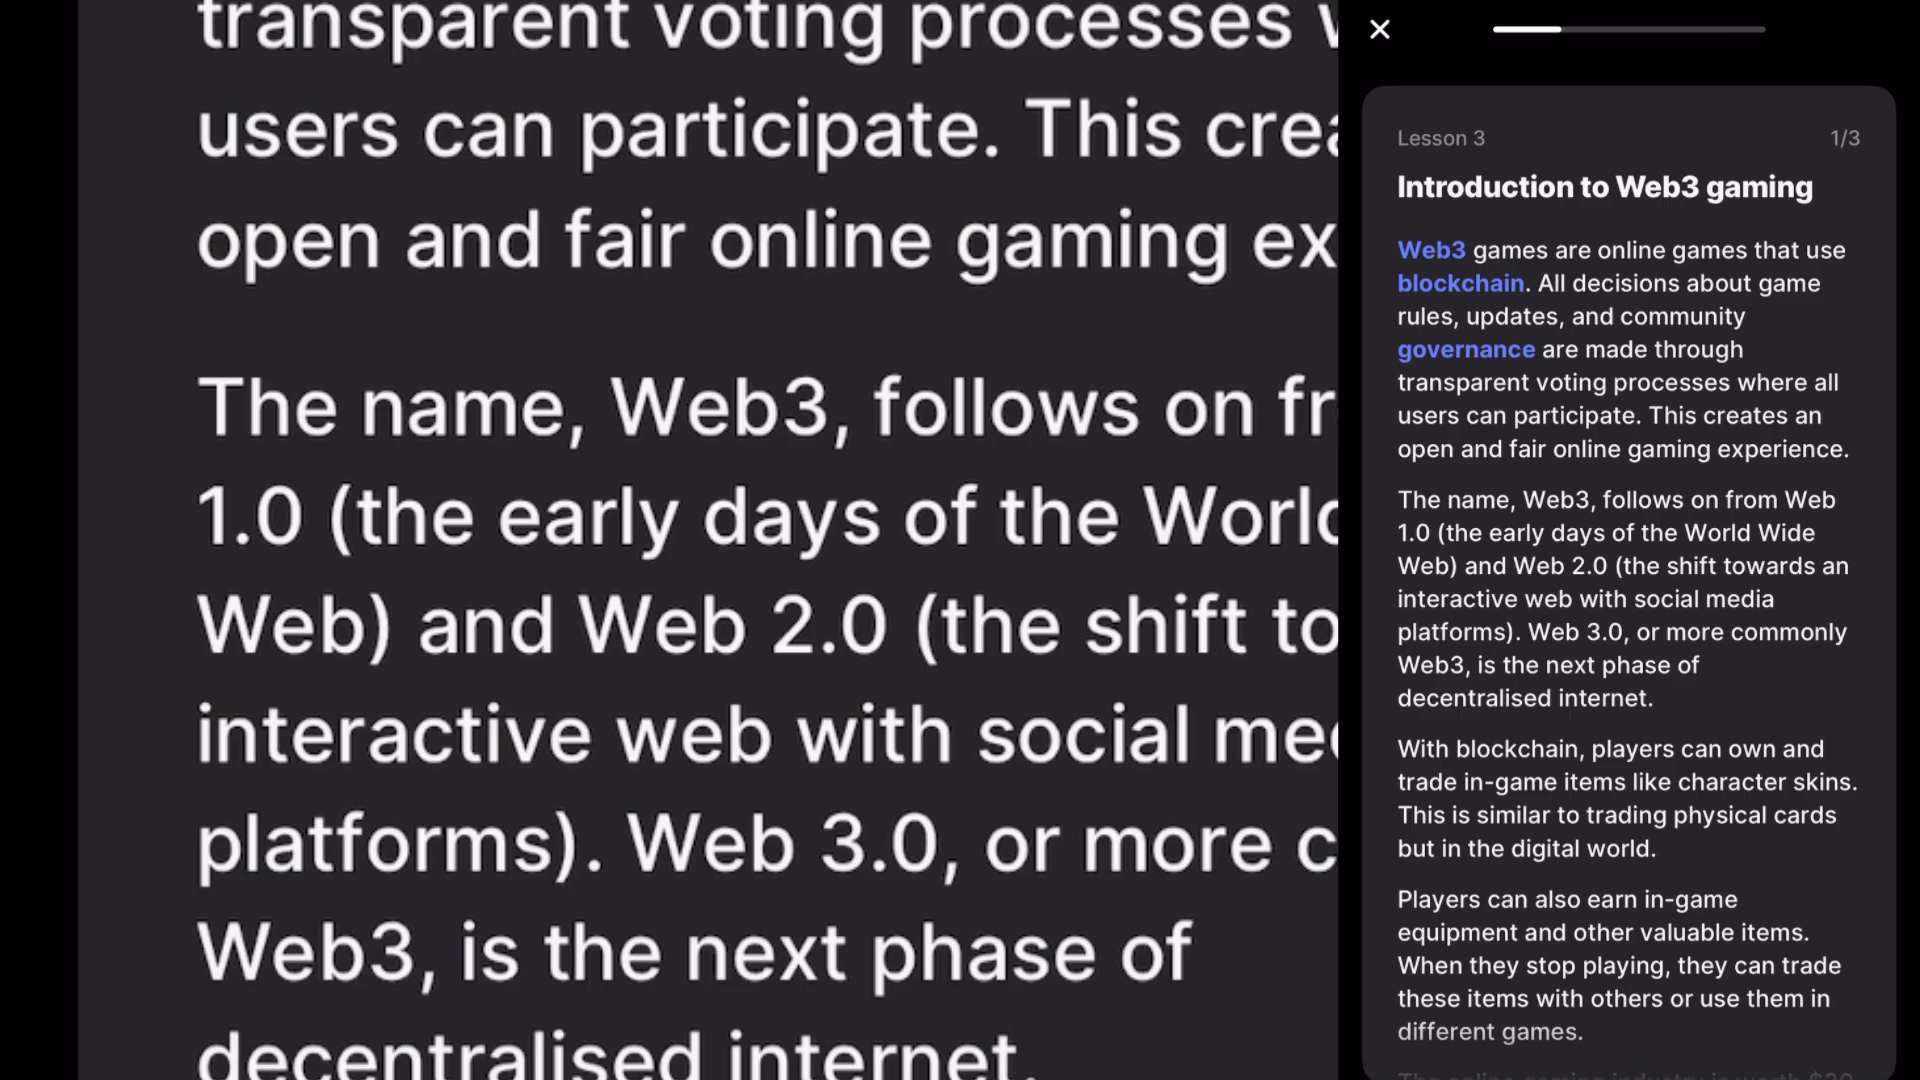 transparent voting processes
users can participate. This
open and fair online gaming
The name, Web3, follows on
1.0 (the early days of the
Web) and Web 2.0 (the shift
interactive web with social
platforms). Web 3.0, or more
Web3, is the next phase of
decentralised internet.
Lesson 3
1/3
Introduction to Web3 gaming
Web3 games are online games that use
blockchain. All decisions about game
rules, updates, and community
governance are made through
transparent voting processes where all
users can participate. This creates an
open and fair online gaming experience.
The name, Web3, follows on from Web
1.0 (the early days of the World Wide
Web) and Web 2.0 (the shift towards an
interactive web with social media
platforms). Web 3.0, or more commonly
Web3, is the next phase of
decentralised internet.
With blockchain, players can own and
trade in-game items like character skins.
This is similar to trading physical cards
but in the digital world.
Players can also earn in-game
equipment and other valuable items.
When they stop playing, they can trade
these items with others or use them in
different games.